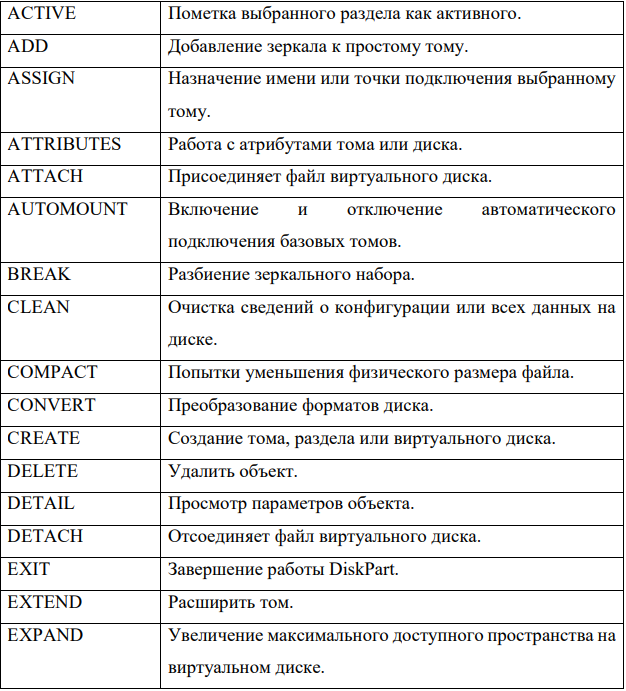 ACTIVE Пометка выбранного раздела как активного.
ADD Добавление зеркала к простому тому.
ASSIGN Назначение имени или точки подключения выбранному
тому.
ATTRIBUTES Работа с атрибутами тома или диска.
ATTACH Присоединяет файл виртуального диска.
AUTOMOUNT Включение и отключение автоматического
подключения базовых томов.
BREAK Разбиение зеркального набора.
CLEAN Очистка сведений о конфигурации или всех данных на
диске.
COMPACT Попытки уменьшения физического размера файла.
CONVERT Преобразование форматов диска.
CREATE Создание тома, раздела или виртуального диска.
DELETE Удалить объект.
DETAIL Просмотр параметров объекта.
DETACH Отсоединяет файл виртуального диска.
EXIT Завершение работы DiskPart.
EXTEND Расширить том.
EXPAND Увеличение максимального доступного пространства на
виртуальном диске.